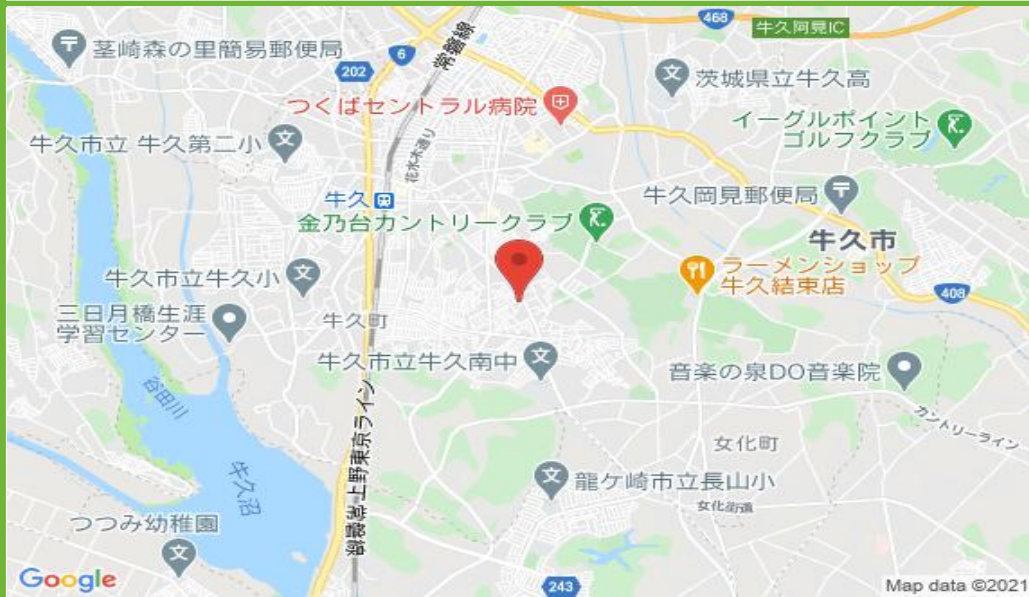 468
牛久阿見IC
茎崎森の里簡易郵便局
6
常磐線
202
茨城県立牛久高
つくばセントラル病院
イーグルポイント
ゴルフクラブ
牛久市立 牛久第二小
花水木通り
牛久
牛久岡見郵便局
金乃台カントリークラブ
牛久市
ラーメンショップ
牛久結束店
牛久市立牛久小
408
三日月橋生涯
学習センター
牛久町
牛久市立牛久南中
音楽の泉DO音楽院
谷田川
上野東京ライン
カントリーライン
女化町
牛久沼
龍ケ崎市立長山小
女化街道
つつみ幼稚園
243
Google
Map data ©2021